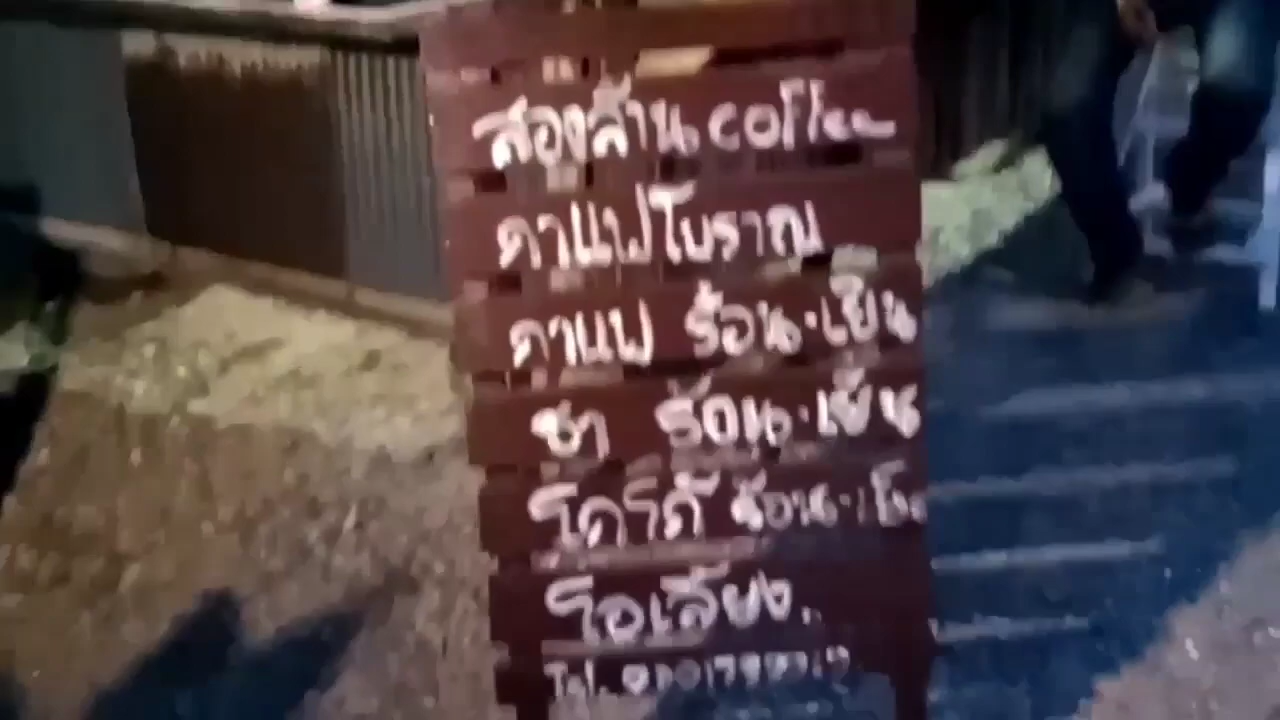 สองล้าน coffee
กาแฟโบราณ
กาแฟ ร้อน-เย็น
ชา ร้อน-เย็น
โกโก้ ร้อน-เย็น
โอเลี้ยง.
Tel.